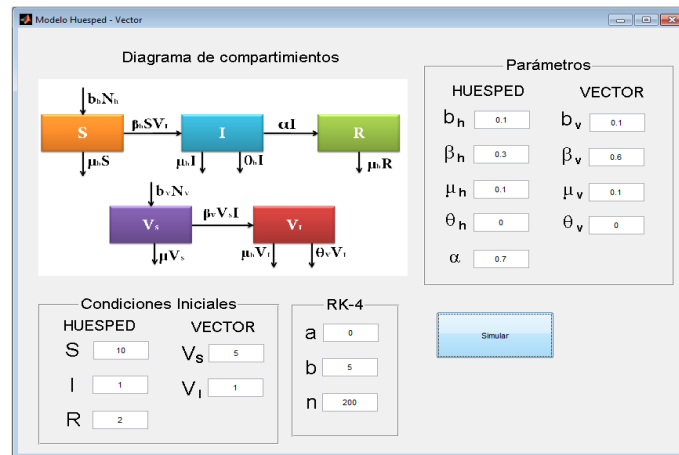 Modelo Huesped - Vector
Diagrama de compartimientos
bₕNₕ
S
βₕSVᵢ
I
αI
R
μₕS
μₕI
θₕI
μₕR
bᵥNᵥ
Vₛ
βᵥVₛI
Vᵢ
μVₛ
μₕVᵢ
θᵥVᵢ
Parámetros
HUESPED VECTOR
bₕ 0.1 bᵥ 0.1
βₕ 0.3 βᵥ 0.6
μₕ 0.1 μᵥ 0.1
θₕ 0 θᵥ 0
α 0.7
Condiciones Iniciales
HUESPED VECTOR
S 10 Vₛ 5
I 1 Vᵢ 1
R 2
RK-4
a 0
b 5
n 200
Simular